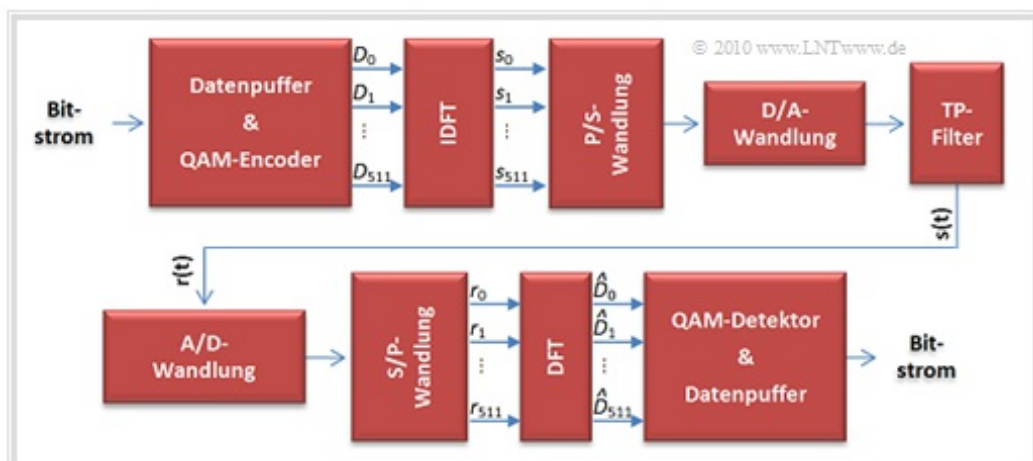 © 2010 www.LNTwww.de
Bit-
strom
Datenpuffer
&
QAM-Encoder
D0
D1
...
D511
IDFT
s0
s1
...
s511
P/S-
Wandlung
D/A-
Wandlung
TP-
Filter
s(t)
r(t)
A/D-
Wandlung
S/P-
Wandlung
r0
r1
...
r511
DFT
D̂0
D̂1
...
D̂511
QAM-Detektor
&
Datenpuffer
Bit-
strom